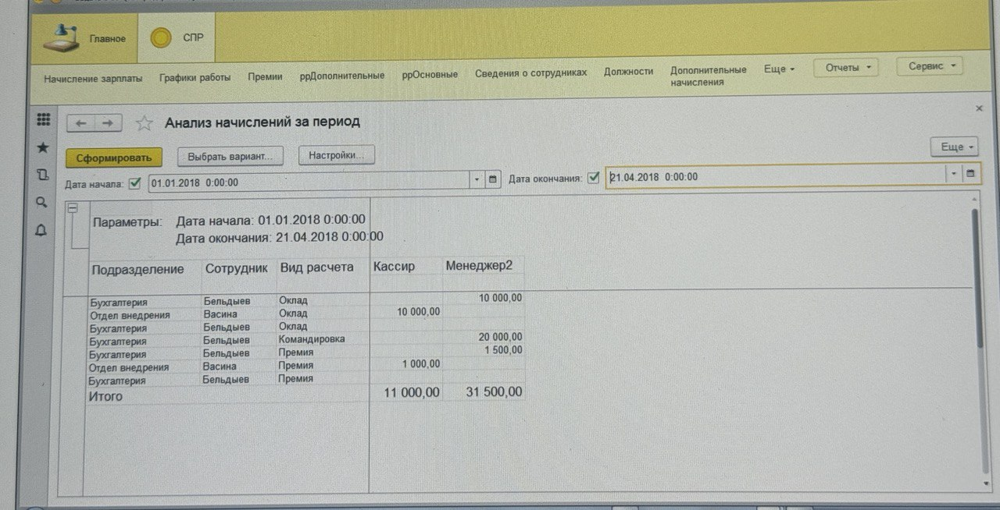 Главное
СПР
Начисление зарплаты Графики работы Премии ррДополнительные ррОсновные Сведения о сотрудниках Должности Дополнительные начисления Еще Отчеты Сервис
Анализ начислений за период
Сформировать Выбрать вариант... Настройки... Еще
Дата начала: 01.01.2018 0:00:00 Дата окончания: 21.04.2018 0:00:00
Параметры: Дата начала: 01.01.2018 0:00:00
Дата окончания: 21.04.2018 0:00:00
Подразделение Сотрудник Вид расчета Кассир Менеджер2
Бухгалтерия Бельдыев Оклад 10 000,00
Отдел внедрения Васина Оклад 10 000,00
Бухгалтерия Бельдыев Оклад
Бухгалтерия Бельдыев Командировка 20 000,00
Бухгалтерия Бельдыев Премия 1 500,00
Отдел внедрения Васина Премия 1 000,00
Бухгалтерия Бельдыев Премия
Итого 11 000,00 31 500,00